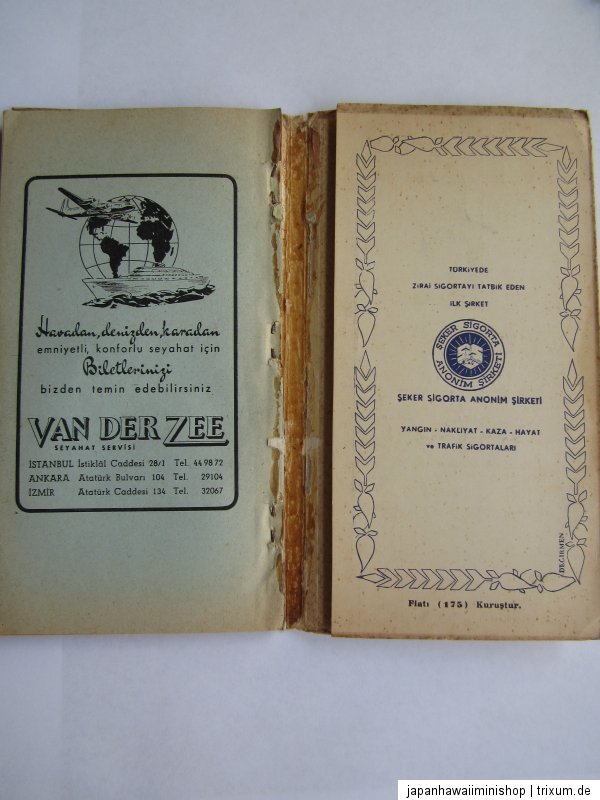 Havadan, denizden, karadan
emniyetli, konforlu seyahat için
Biletlerinizi
bizden temin edebilirsiniz
VAN DER ZEE
SEYAHAT SERVİSİ
İSTANBUL İstiklâl Caddesi 28/1 Tel. 44 98 72
ANKARA Atatürk Bulvarı 104 Tel. 29104
İZMİR Atatürk Caddesi 134 Tel. 32067
TÜRKİYEDE
ZİRAİ SİGORTAYI TATBİK EDEN
İLK ŞİRKET
ŞEKER SİGORTA
ANONİM ŞİRKETİ
ŞEKER SİGORTA ANONİM ŞİRKETİ
YANGIN - NAKLİYAT - KAZA - HAYAT
ve TRAFİK SİGORTALARI
DEĞİRMEN
Fiatı (175) Kuruştur.
japanhawaiiminishop | trixum.de